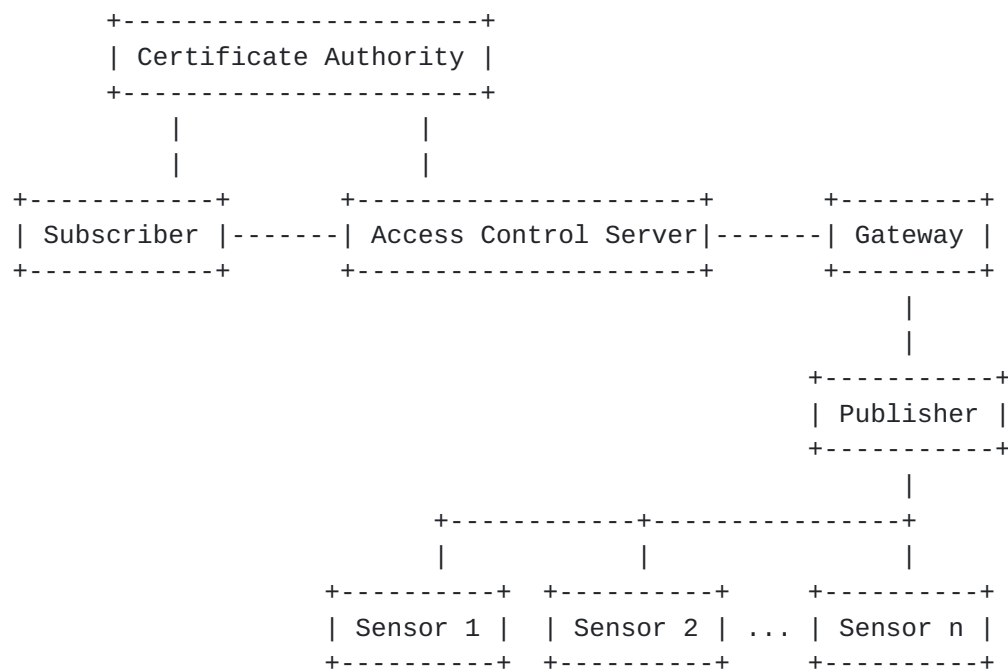 Certificate Authority
Subscriber Access Control Server Gateway
Publisher
Sensor 1 Sensor 2 ... Sensor n